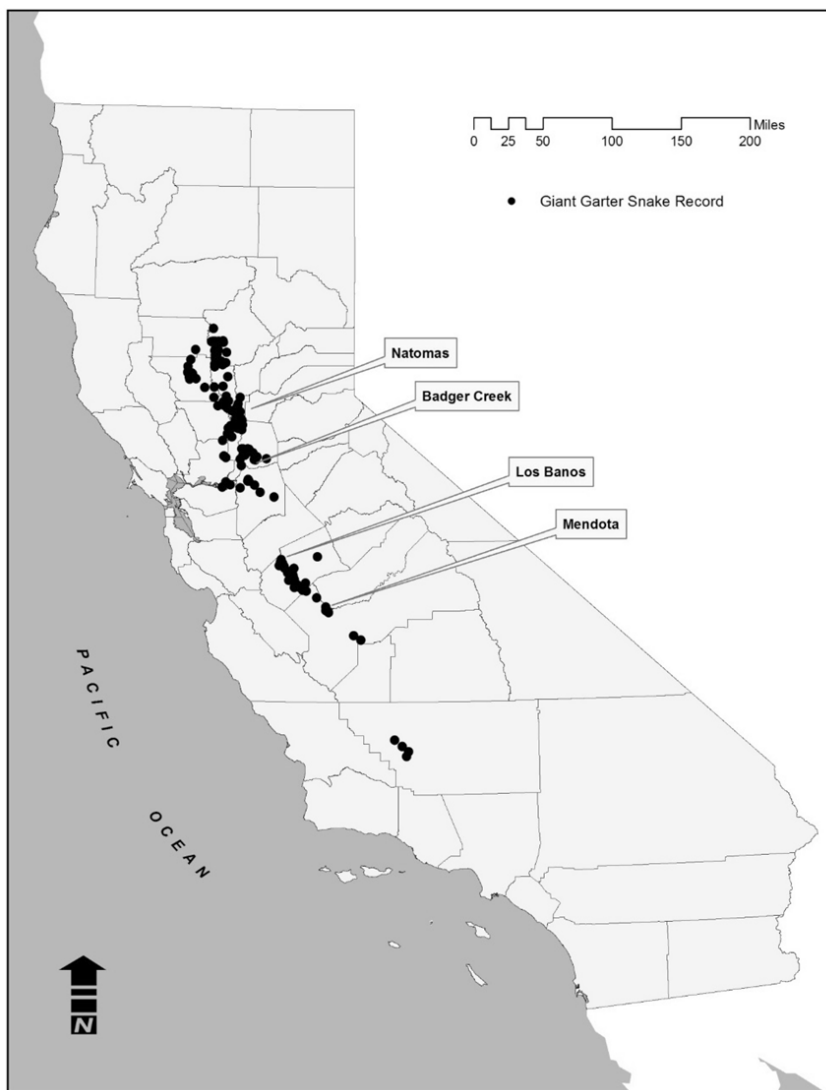 Miles
0 25 50 100 150 200
Giant Garter Snake Record
Natomas
Badger Creek
Los Banos
Mendota
PACIFIC
OCEAN
N